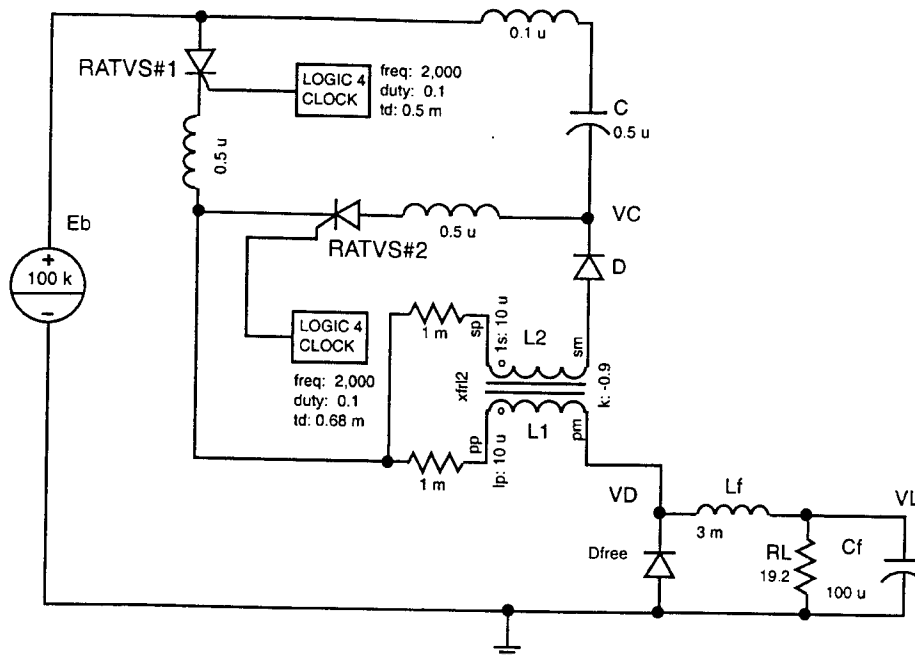 0.1 u
RATVS#1
LOGIC 4
CLOCK
freq: 2,000
duty: 0.1
td: 0.5 m
C
0.5 u
0.5 u
Eb
+
100 k
−
RATVS#2
0.5 u
VC
D
LOGIC 4
CLOCK
freq: 2,000
duty: 0.1
td: 0.68 m
1 m
sp
1s: 10 u
L2
sm
xfrl2
k: -0.9
pp
lp: 10 u
L1
pm
1 m
VD
Lf
3 m
VL
Dfree
RL
19.2
Cf
100 u